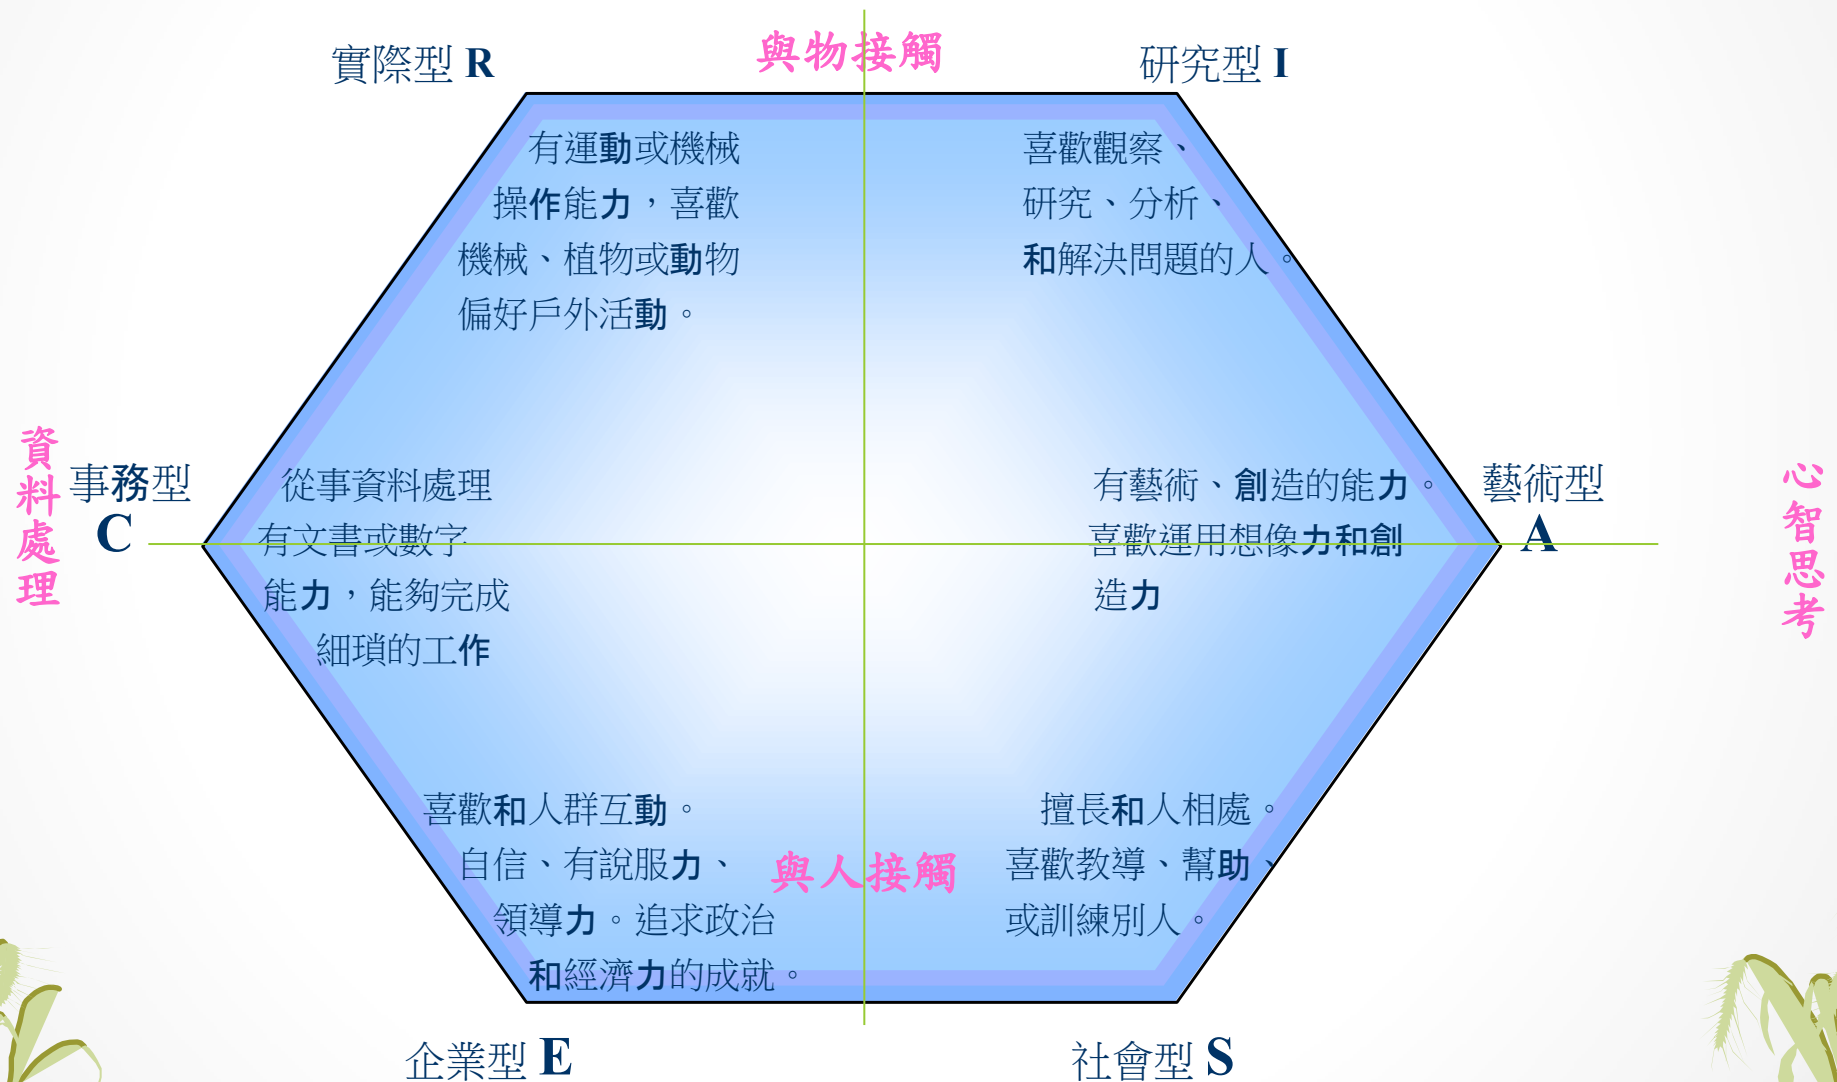 與物接觸
實際型 R
研究型 I
有運動或機械
操作能力，喜歡
機械、植物或動物
偏好戶外活動。
喜歡觀察、
研究、分析、
和解決問題的人。
資料處理
事務型
C
從事資料處理
有文書或數字
能力，能夠完成
細瑣的工作
有藝術、創造的能力。
喜歡運用想像力和創
造力
藝術型
A
心智思考
喜歡和人群互動。
自信、有說服力、
領導力。追求政治
和經濟力的成就。
與人接觸
擅長和人相處。
喜歡教導、幫助、
或訓練別人。
企業型 E
社會型 S